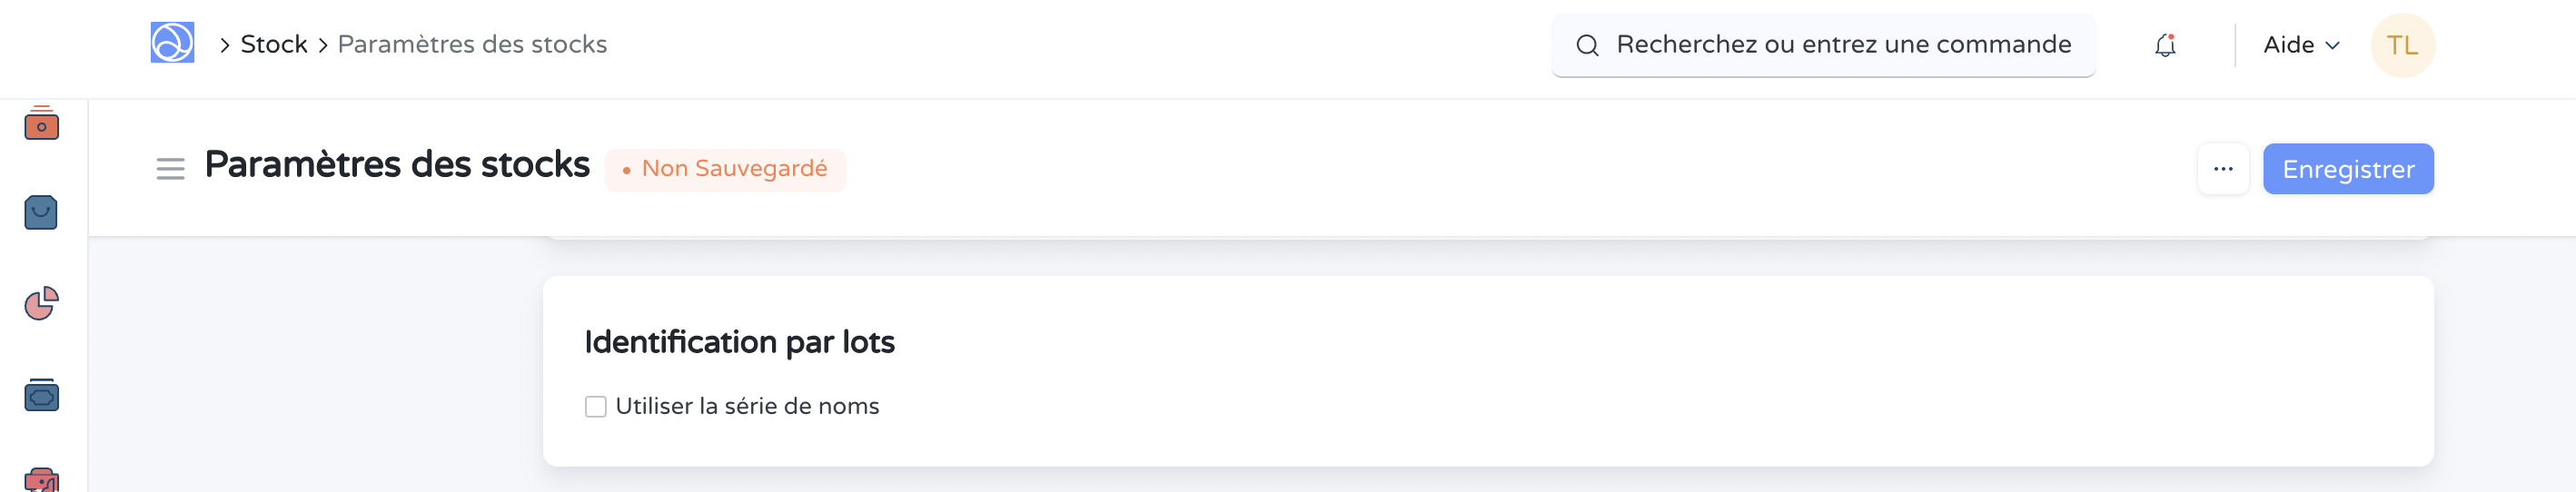 Stock
Paramètres des stocks
Recherchez ou entrez une commande
Aide
TL
Paramètres des stocks
Non Sauvegardé
Enregistrer
Identification par lots
Utiliser la série de noms